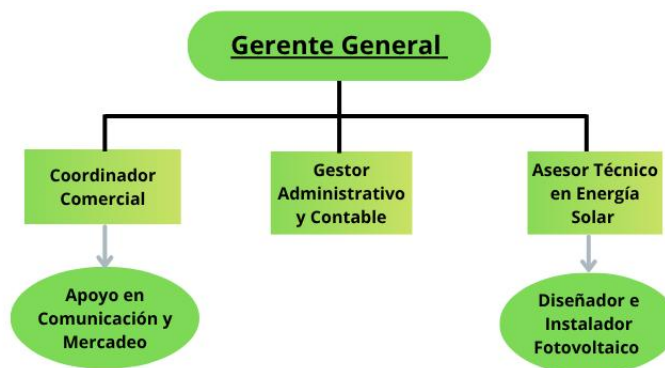 Gerente General
Coordinador
Comercial
Gestor
Administrativo
y Contable
Asesor Técnico
en Energía
Solar
Apoyo en
Comunicación y
Mercadeo
Diseñador e
Instalador
Fotovoltaico